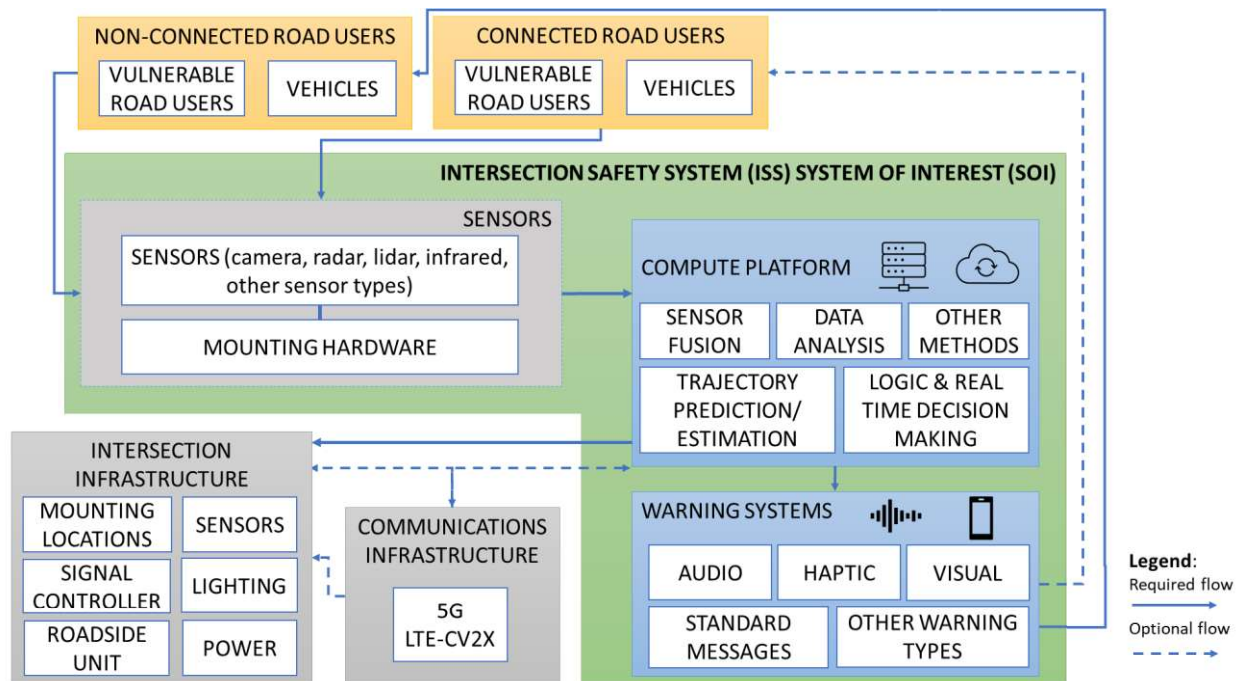 NON-CONNECTED ROAD USERS
VULNERABLE
ROAD USERS
VEHICLES
CONNECTED ROAD USERS
VULNERABLE
ROAD USERS
VEHICLES
INTERSECTION SAFETY SYSTEM (ISS) SYSTEM OF INTEREST (SOI)
SENSORS
SENSORS (camera, radar, lidar, infrared,
other sensor types)
MOUNTING HARDWARE
COMPUTE PLATFORM
SENSOR
FUSION
DATA
ANALYSIS
OTHER
METHODS
TRAJECTORY
PREDICTION/
ESTIMATION
LOGIC & REAL
TIME DECISION
MAKING
INTERSECTION
INFRASTRUCTURE
MOUNTING
LOCATIONS
SENSORS
SIGNAL
CONTROLLER
LIGHTING
ROADSIDE
UNIT
POWER
COMMUNICATIONS
INFRASTRUCTURE
5G
LTE-CV2X
WARNING SYSTEMS
AUDIO
HAPTIC
VISUAL
STANDARD
MESSAGES
OTHER WARNING
TYPES
Legend:
Required flow
Optional flow